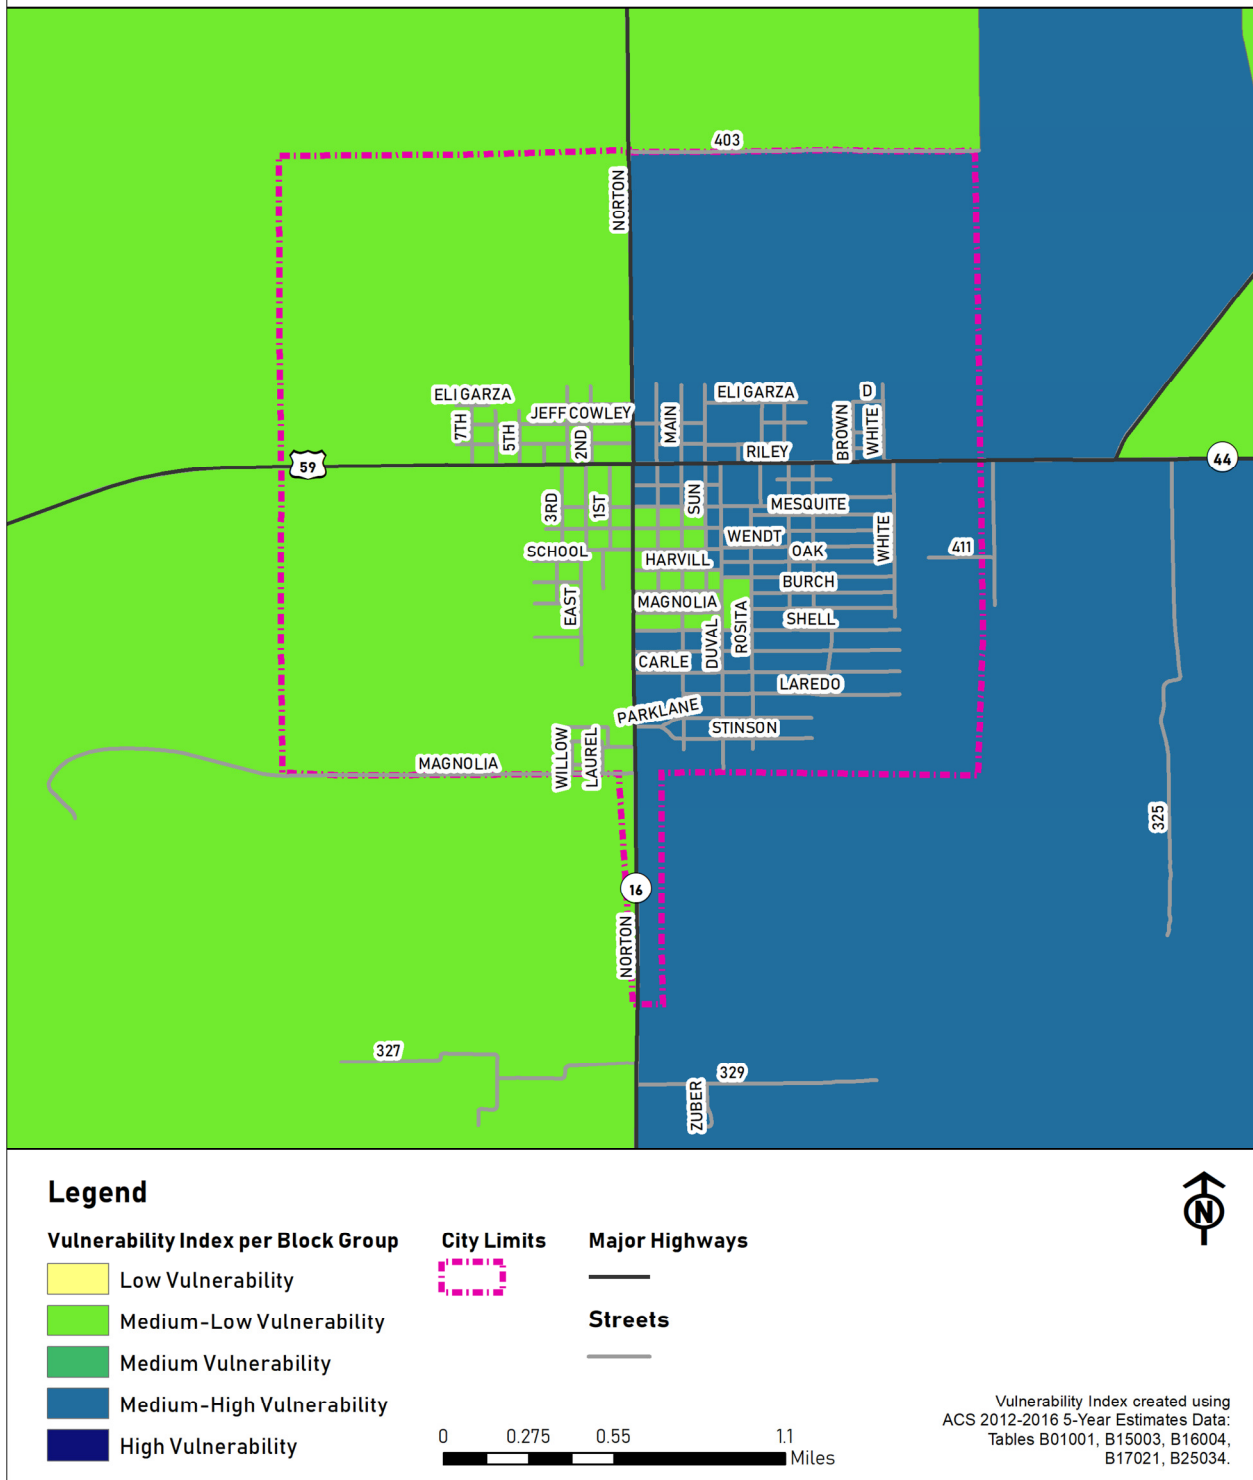 403
NORTON
ELI GARZA
ELI GARZA
D
JEFF COWLEY
7TH
5TH
2ND
MAIN
BROWN
WHITE
RILEY
59
44
3RD
1ST
SUN
MESQUITE
WENDT
WHITE
SCHOOL
HARVILL
OAK
411
BURCH
EAST
MAGNOLIA
DUVAL
ROSITA
SHELL
CARLE
LAREDO
PARKLANE
STINSON
MAGNOLIA
WILLOW
LAUREL
325
16
NORTON
327
329
ZUBER
Legend
Vulnerability Index per Block Group
Low Vulnerability
Medium-Low Vulnerability
Medium Vulnerability
Medium-High Vulnerability
High Vulnerability
City Limits
Major Highways
Streets
N
0 0.275 0.55 1.1
Miles
Vulnerability Index created using
ACS 2012-2016 5-Year Estimates Data:
Tables B01001, B15003, B16004,
B17021, B25034.